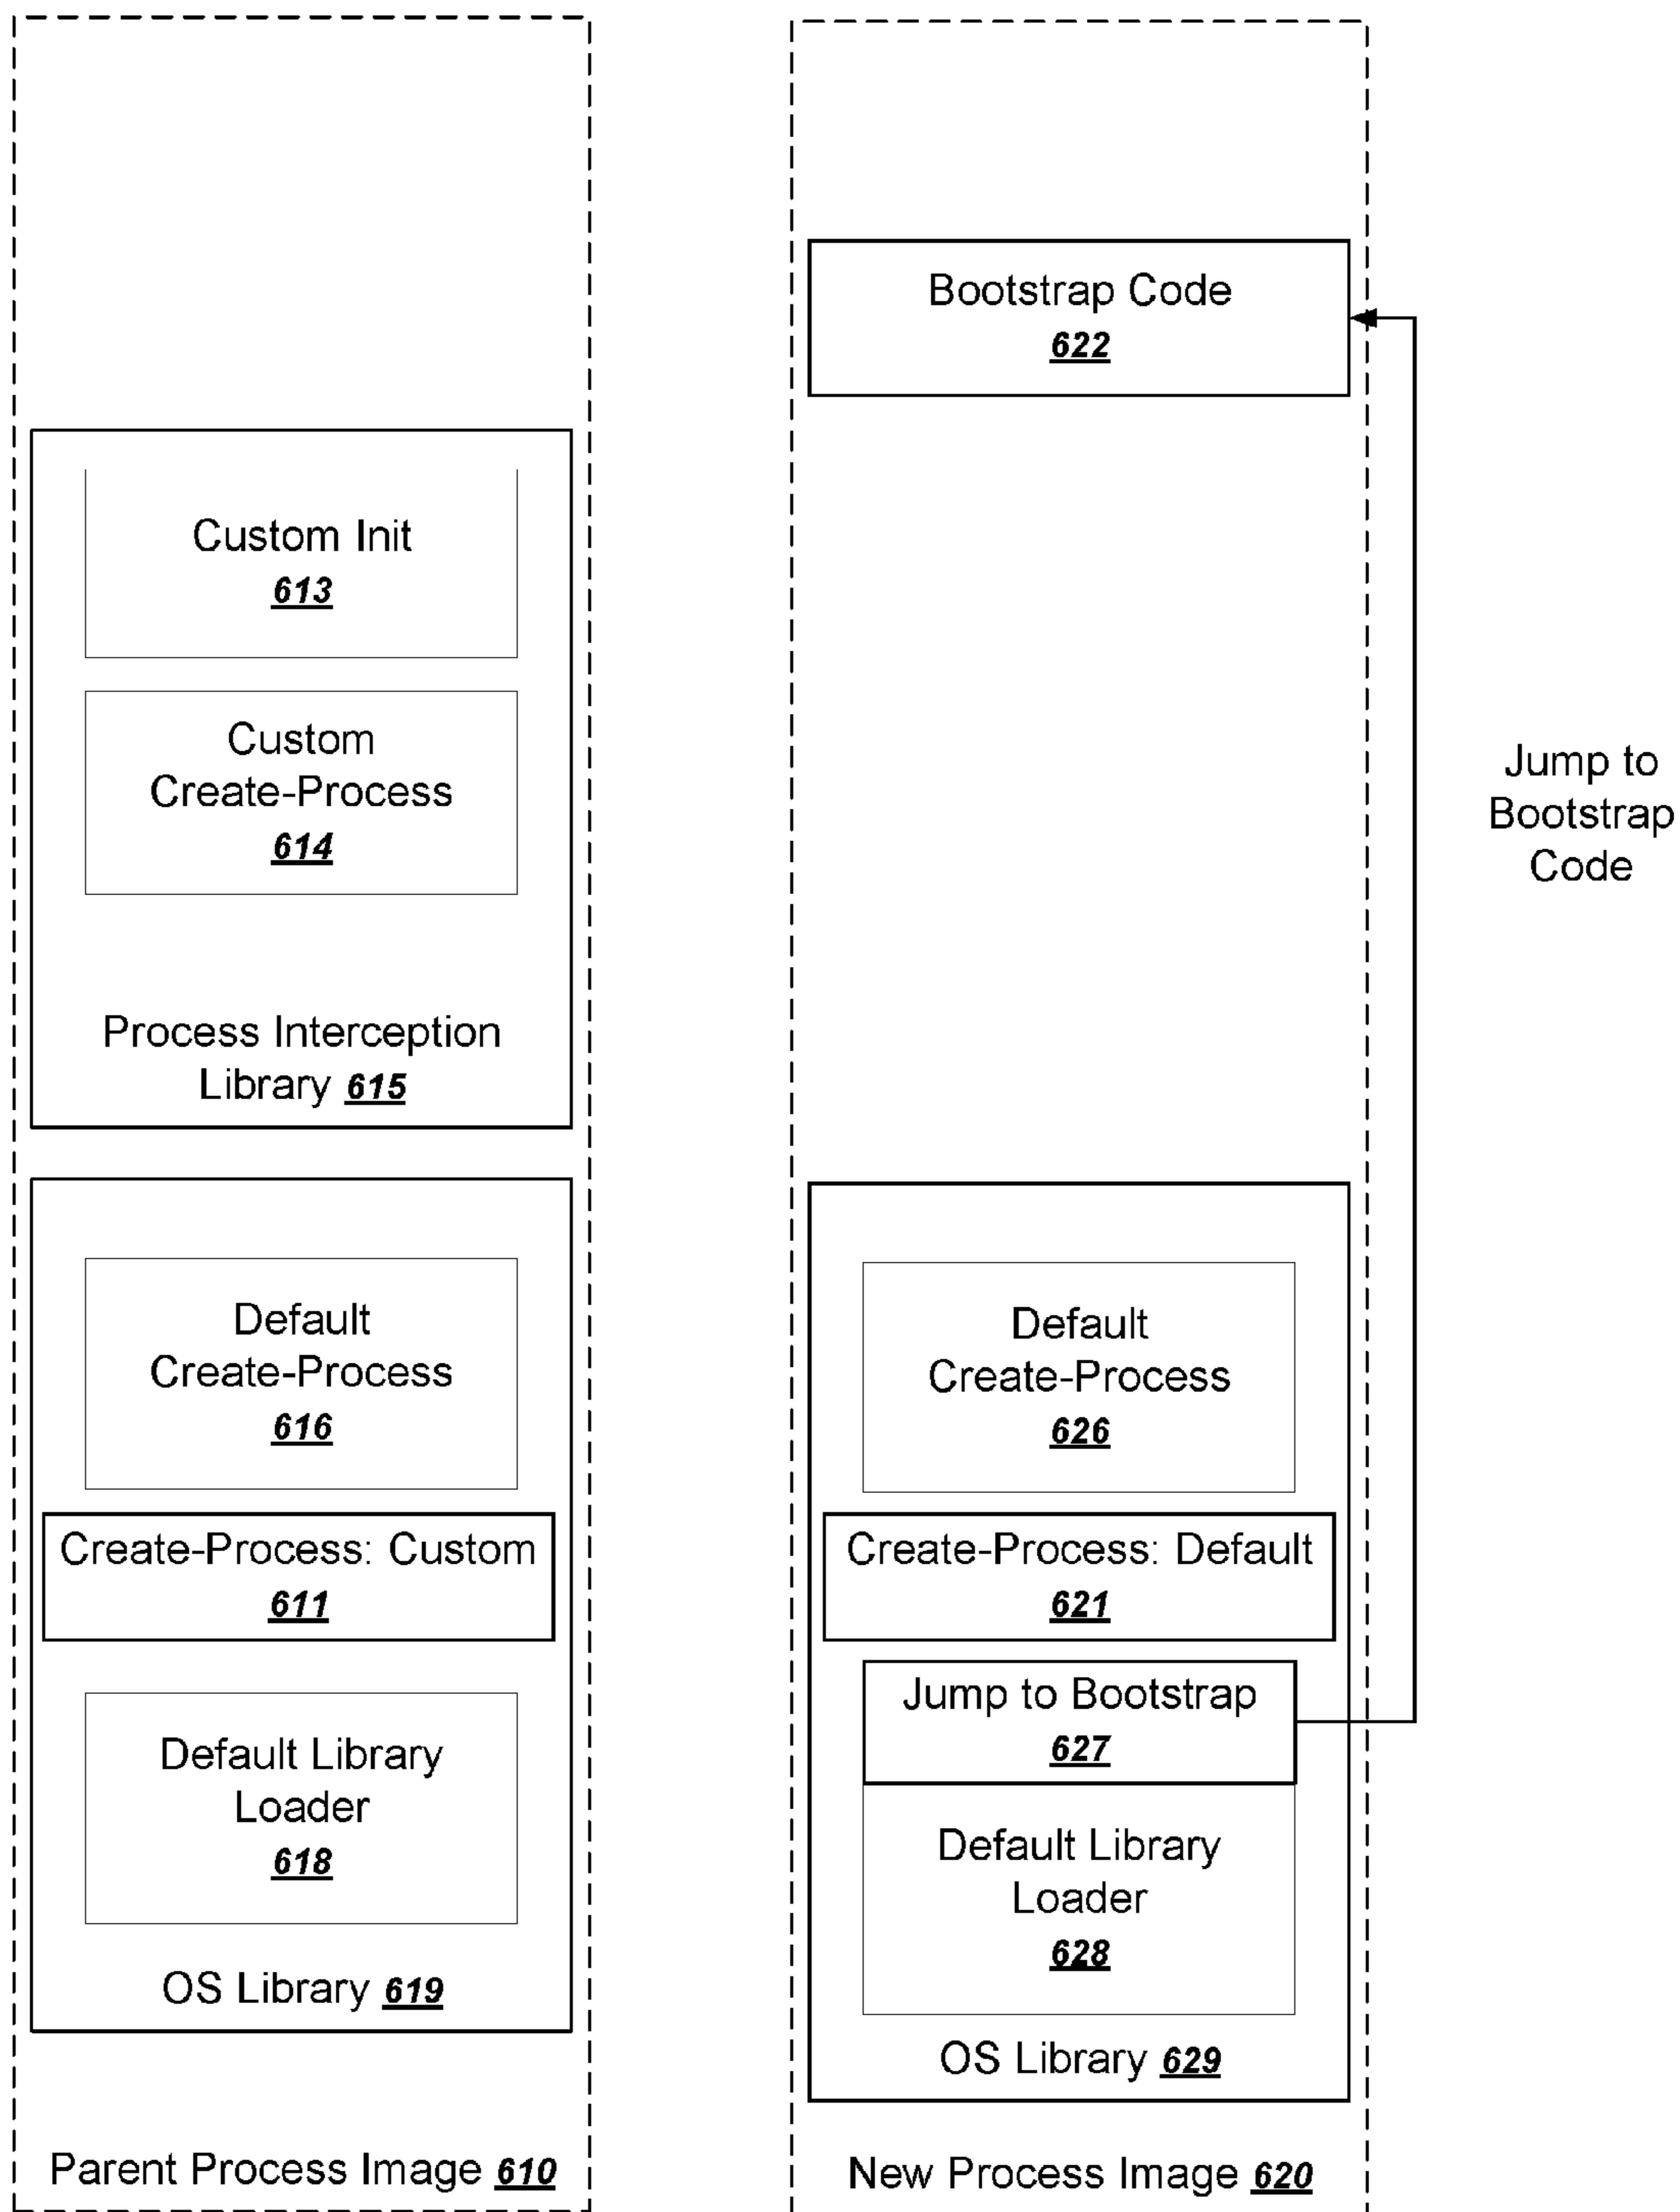 Custom Init
613
Custom
Create-Process
614
Process Interception
Library 615
Default
Create-Process
616
Create-Process: Custom
611
Default Library
Loader
618
OS Library 619
Parent Process Image 610
Bootstrap Code
622
Default
Create-Process
626
Create-Process: Default
621
Jump to Bootstrap
627
Default Library
Loader
628
OS Library 629
New Process Image 620
Jump to
Bootstrap
Code